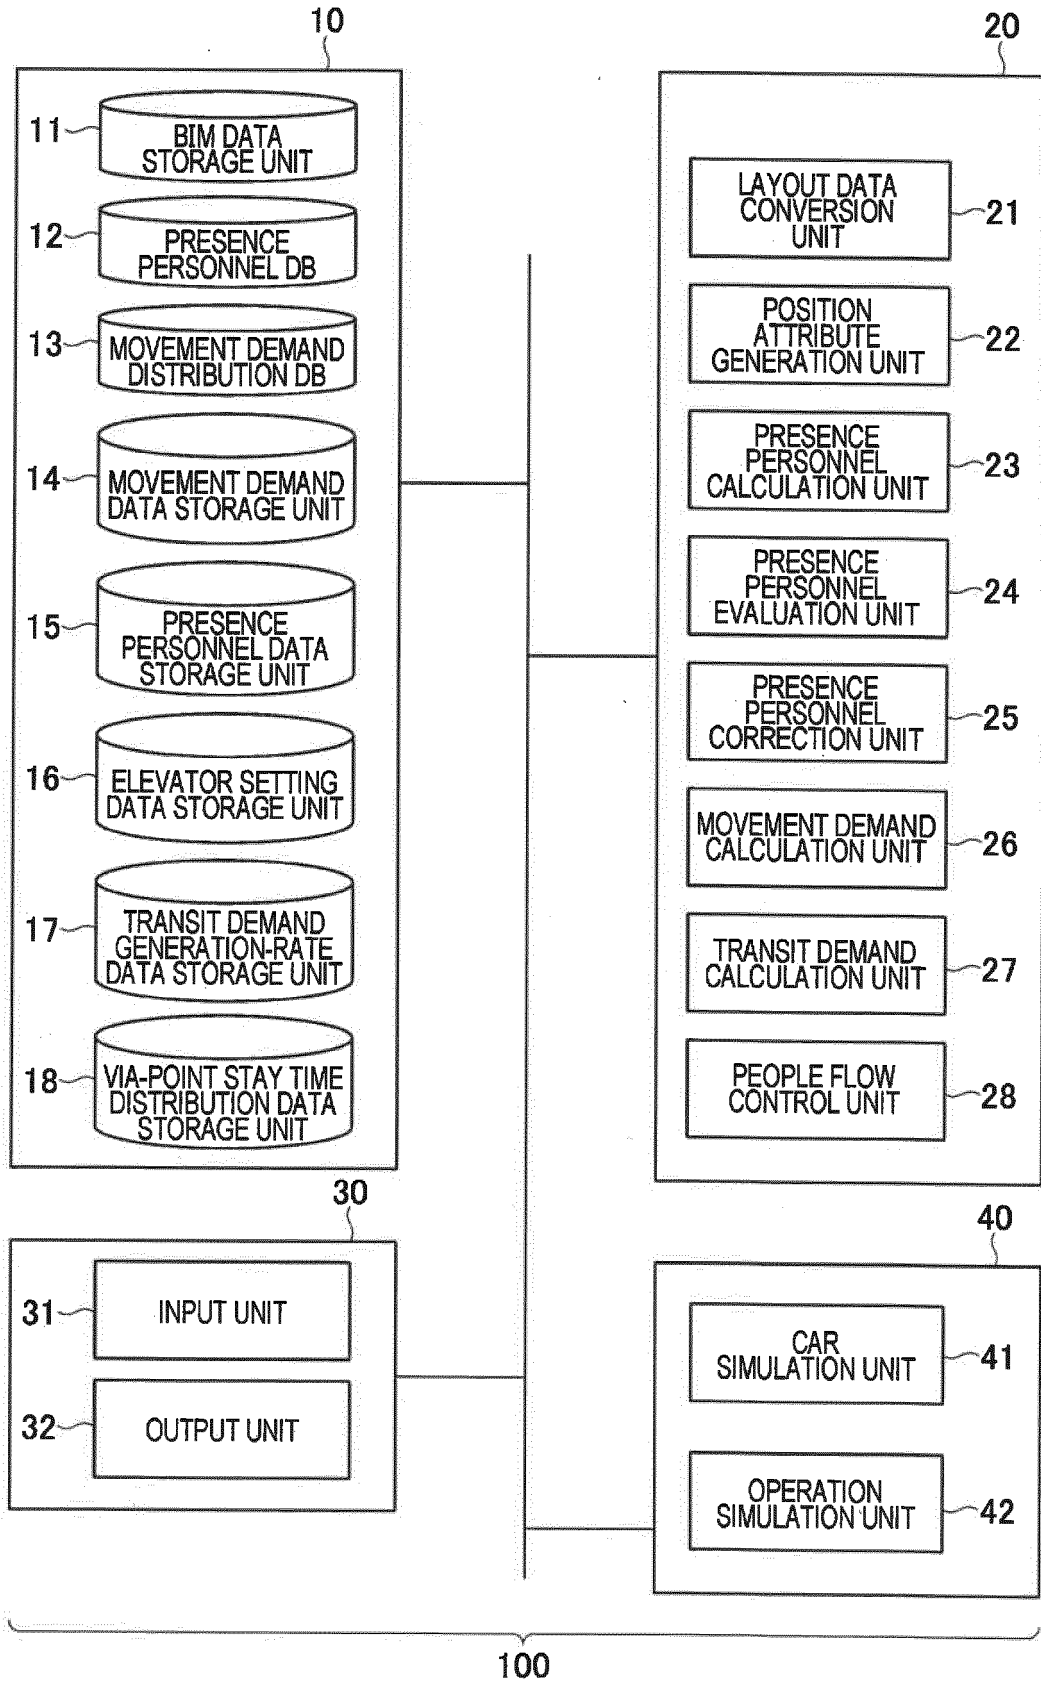 10
11
BIM DATA
STORAGE UNIT
12
PRESENCE
PERSONNEL DB
13
MOVEMENT DEMAND
DISTRIBUTION DB
14
MOVEMENT DEMAND
DATA STORAGE UNIT
15
PRESENCE
PERSONNEL DATA
STORAGE UNIT
16
ELEVATOR SETTING
DATA STORAGE UNIT
17
TRANSIT DEMAND
GENERATION-RATE
DATA STORAGE UNIT
18
VIA-POINT STAY TIME
DISTRIBUTION DATA
STORAGE UNIT
20
LAYOUT DATA
CONVERSION
UNIT
21
POSITION
ATTRIBUTE
GENERATION UNIT
22
PRESENCE
PERSONNEL
CALCULATION UNIT
23
PRESENCE
PERSONNEL
EVALUATION UNIT
24
PRESENCE
PERSONNEL
CORRECTION UNIT
25
MOVEMENT DEMAND
CALCULATION UNIT
26
TRANSIT DEMAND
CALCULATION UNIT
27
PEOPLE FLOW
CONTROL UNIT
28
30
31
INPUT UNIT
32
OUTPUT UNIT
40
CAR
SIMULATION UNIT
41
OPERATION
SIMULATION UNIT
42
100